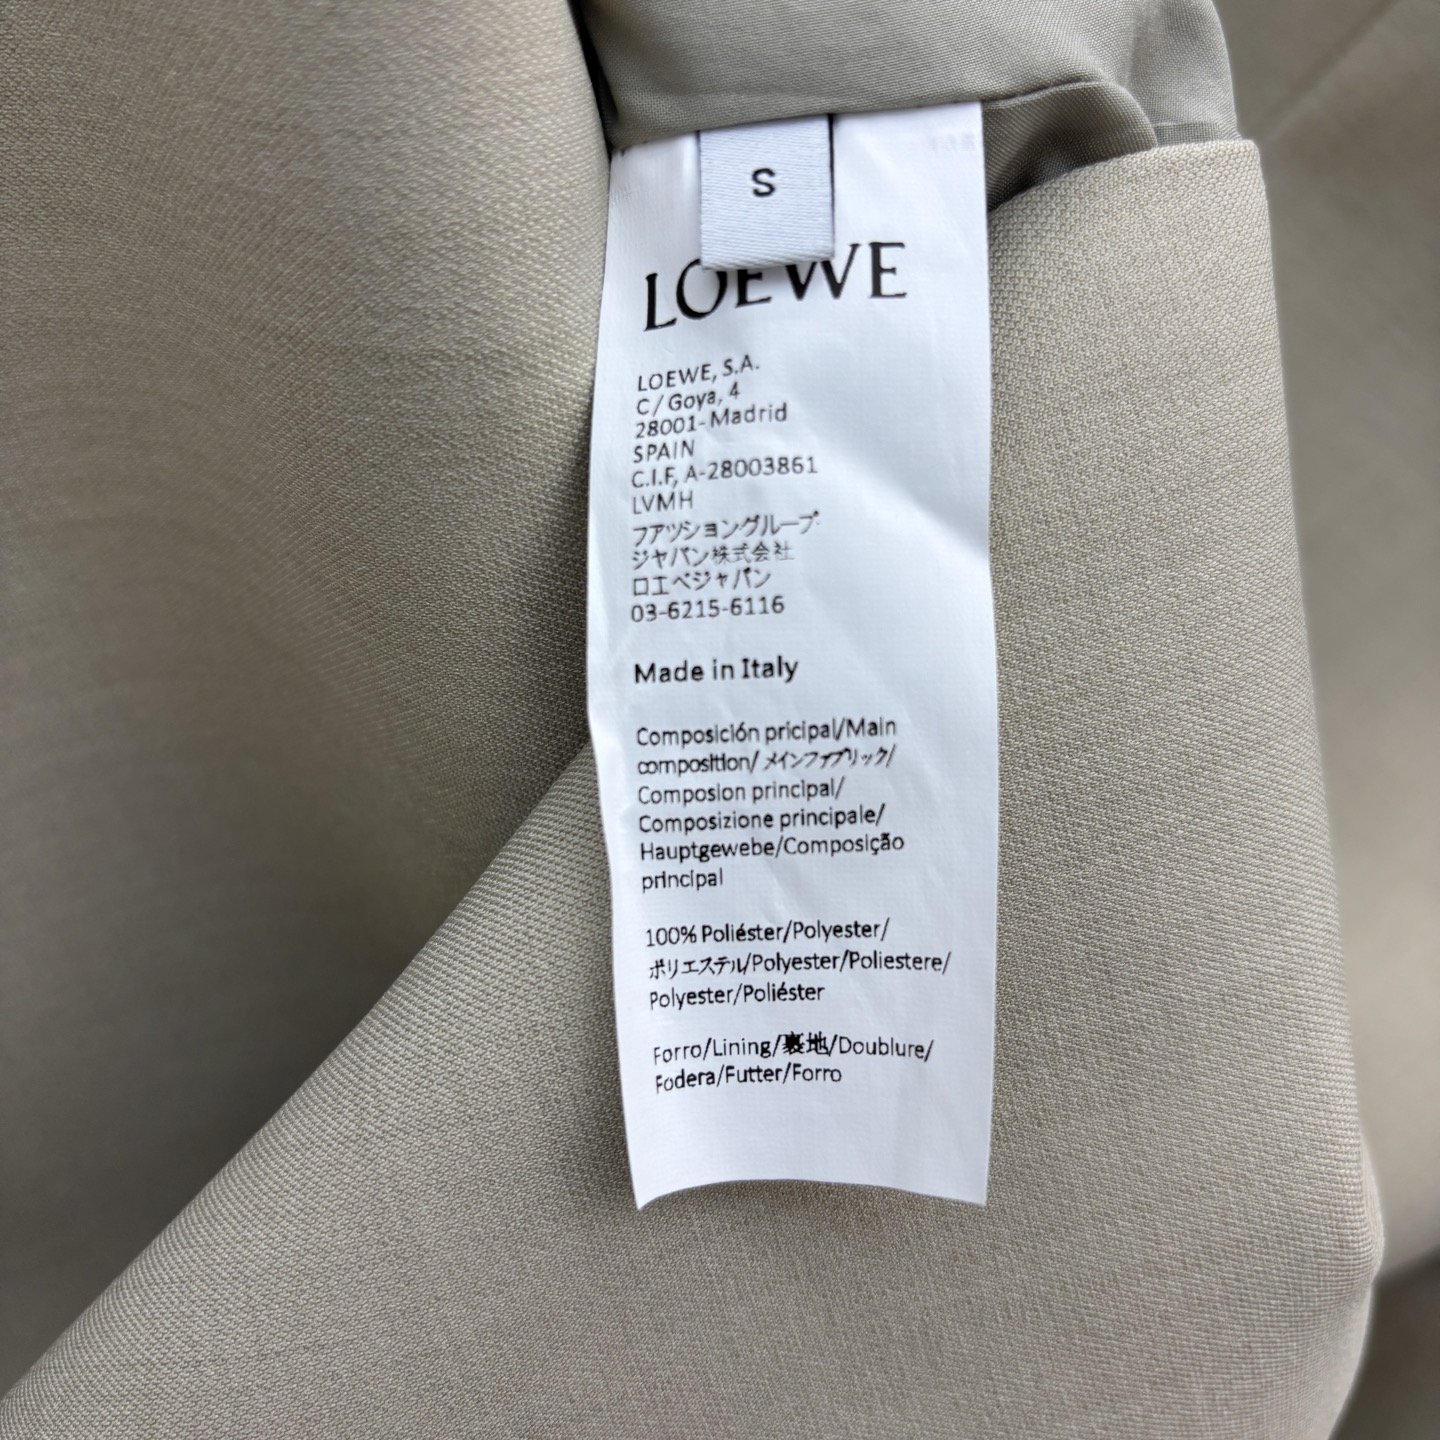 S
LOEWE
LOEWE, S.A.
C/ Goya, 4
28001-Madrid
SPAIN
C.I.F, A-28003861
LVMH
フアツショングループ
ジヤパン株式会社
ロエベジャパン
03-6215-6116
Made in Italy
Composición pricipal/Main
composition/メインファブリック/
Composion principal/
Composizione principale/
Hauptgewebe/Composição
principal
100% Poliéster/Polyester/
ポリエステル/Polyester/Poliestere/
Polyester/Poliéster
Forro/Lining/裏地/Doublure/
Fodera/Futter/Forro